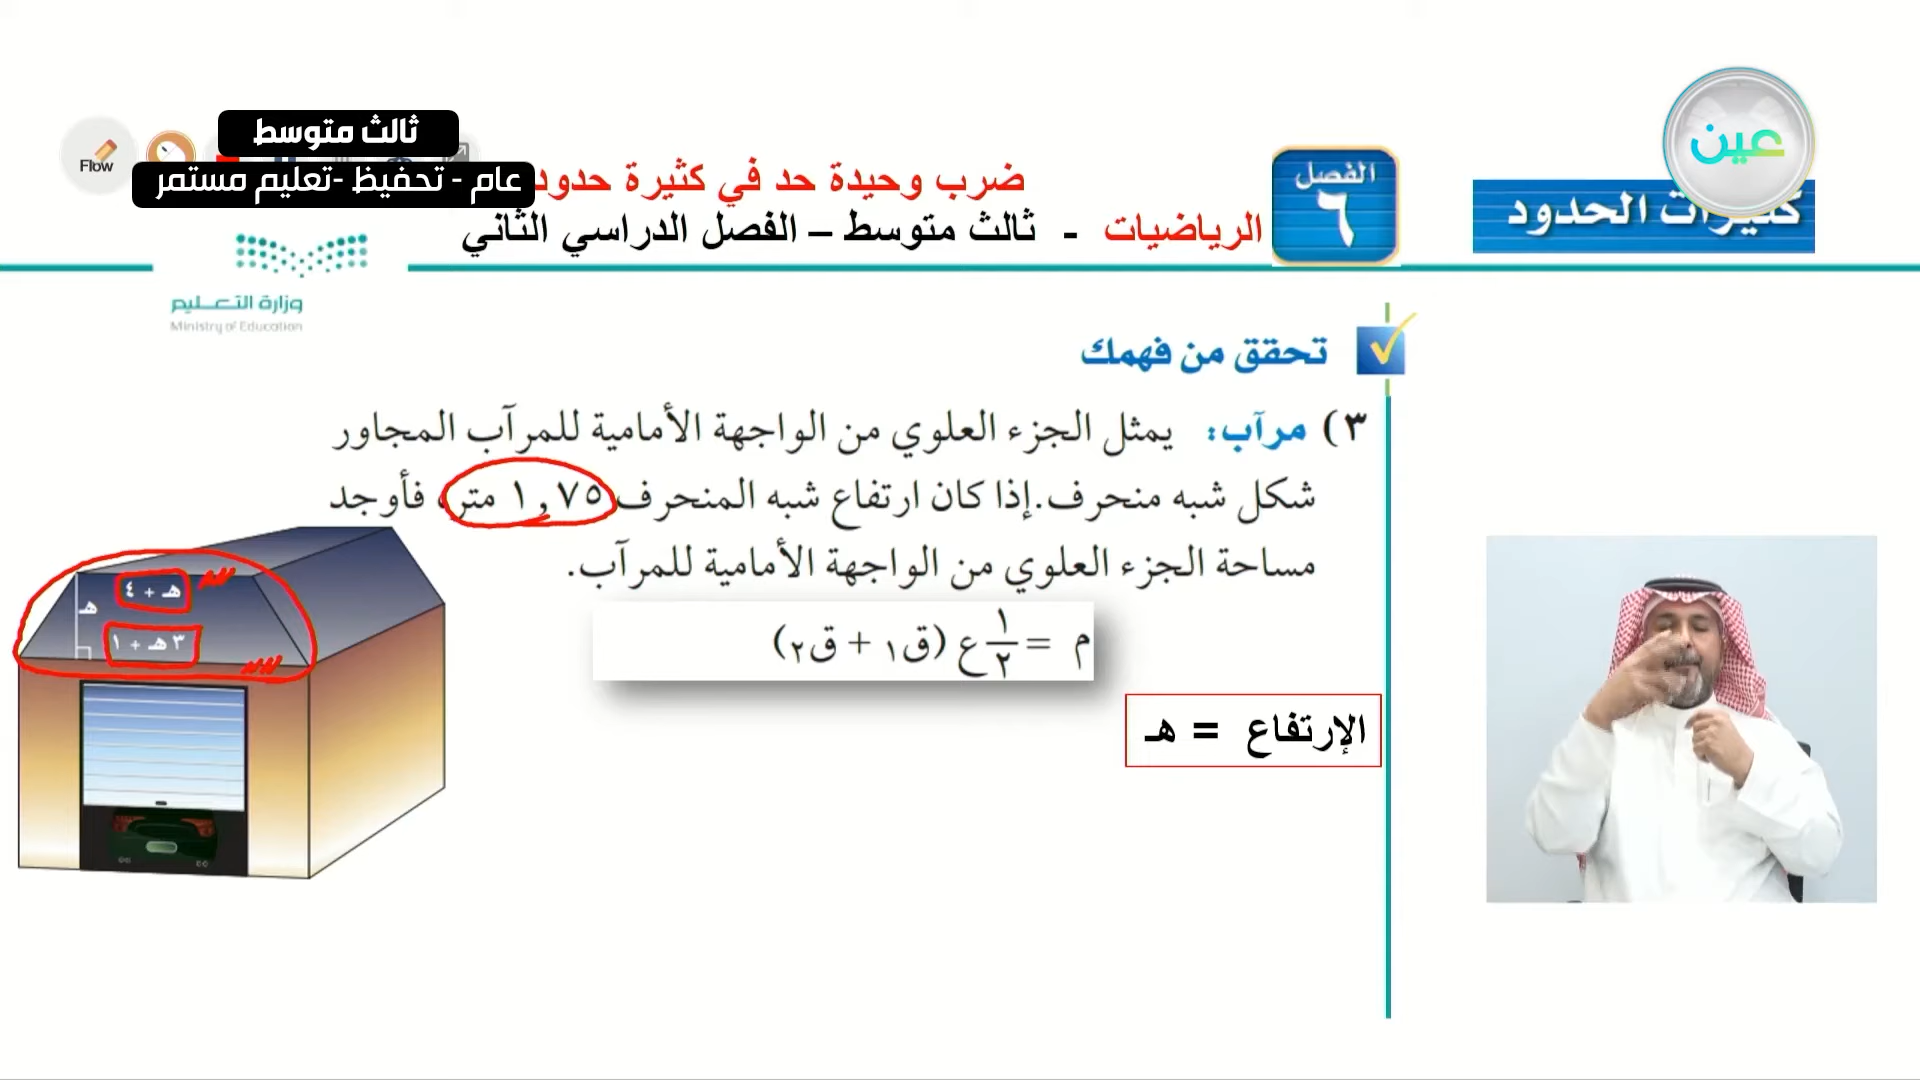 ثالث متوسط
عام - تحفيظ -تعليم مستمر
Flow
عين
كثيرات الحدود
الفصل
٦
ضرب وحيدة حد في كثيرة حدود
الرياضيات - ثالث متوسط – الفصل الدراسي الثاني
وزارة التعليم
Ministry of Education
تحقق من فهمك
٣) مرآب: يمثل الجزء العلوي من الواجهة الأمامية للمرآب المجاور
شكل شبه منحرف.إذا كان ارتفاع شبه المنحرف ١,٧٥ متر، فأوجد
مساحة الجزء العلوي من الواجهة الأمامية للمرآب.
م = ١/٢ ع (ق١ + ق٢)
الإرتفاع = هـ
هـ + ٤
هـ
٣ هـ + ١